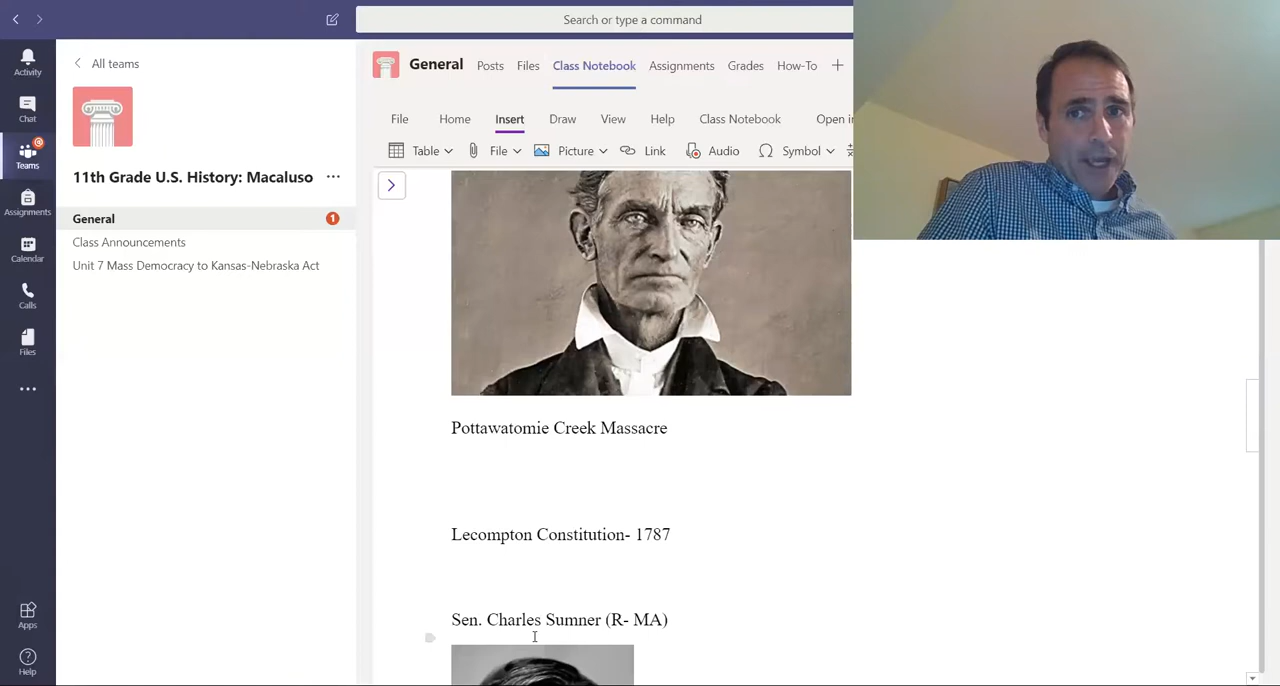 Search or type a command
Activity
Chat
Teams
Assignments
Calendar
Calls
Files
Apps
Help
All teams
11th Grade U.S. History: Macaluso
General 1
Class Announcements
Unit 7 Mass Democracy to Kansas-Nebraska Act
General Posts Files Class Notebook Assignments Grades How-To
File Home Insert Draw View Help Class Notebook Open in
Table File Picture Link Audio Symbol
Pottawatomie Creek Massacre
Lecompton Constitution- 1787
Sen. Charles Sumner (R- MA)